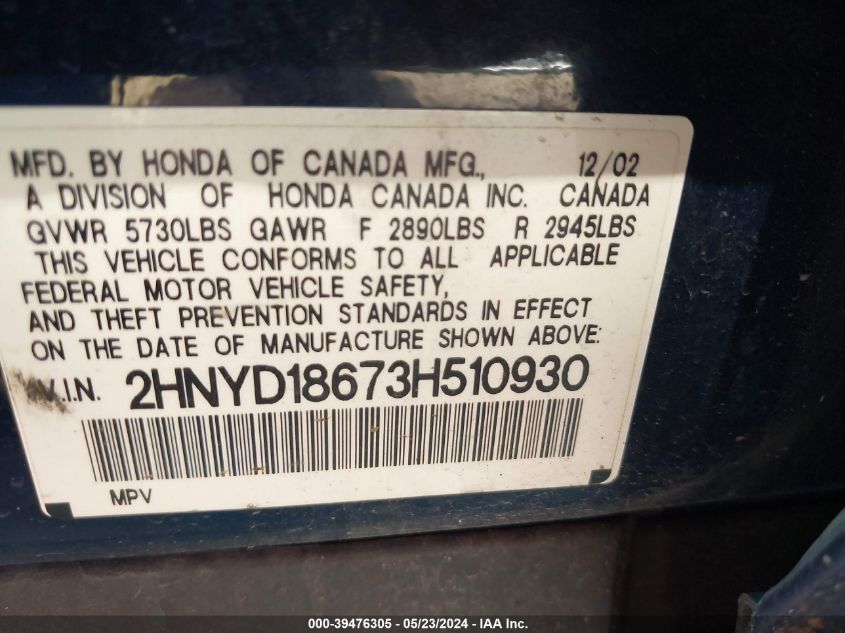 MFD. BY HONDA OF CANADA MFG., 12/02
A DIVISION OF HONDA CANADA INC. CANADA
GVWR 5730LBS GAWR F 2890LBS R 2945LBS
THIS VEHICLE CONFORMS TO ALL APPLICABLE
FEDERAL MOTOR VEHICLE SAFETY,
AND THEFT PREVENTION STANDARDS IN EFFECT
ON THE DATE OF MANUFACTURE SHOWN ABOVE:
V.I.N. 2HNYD18673H510930
MPV
000-39476305 - 05/23/2024 - IAA Inc.